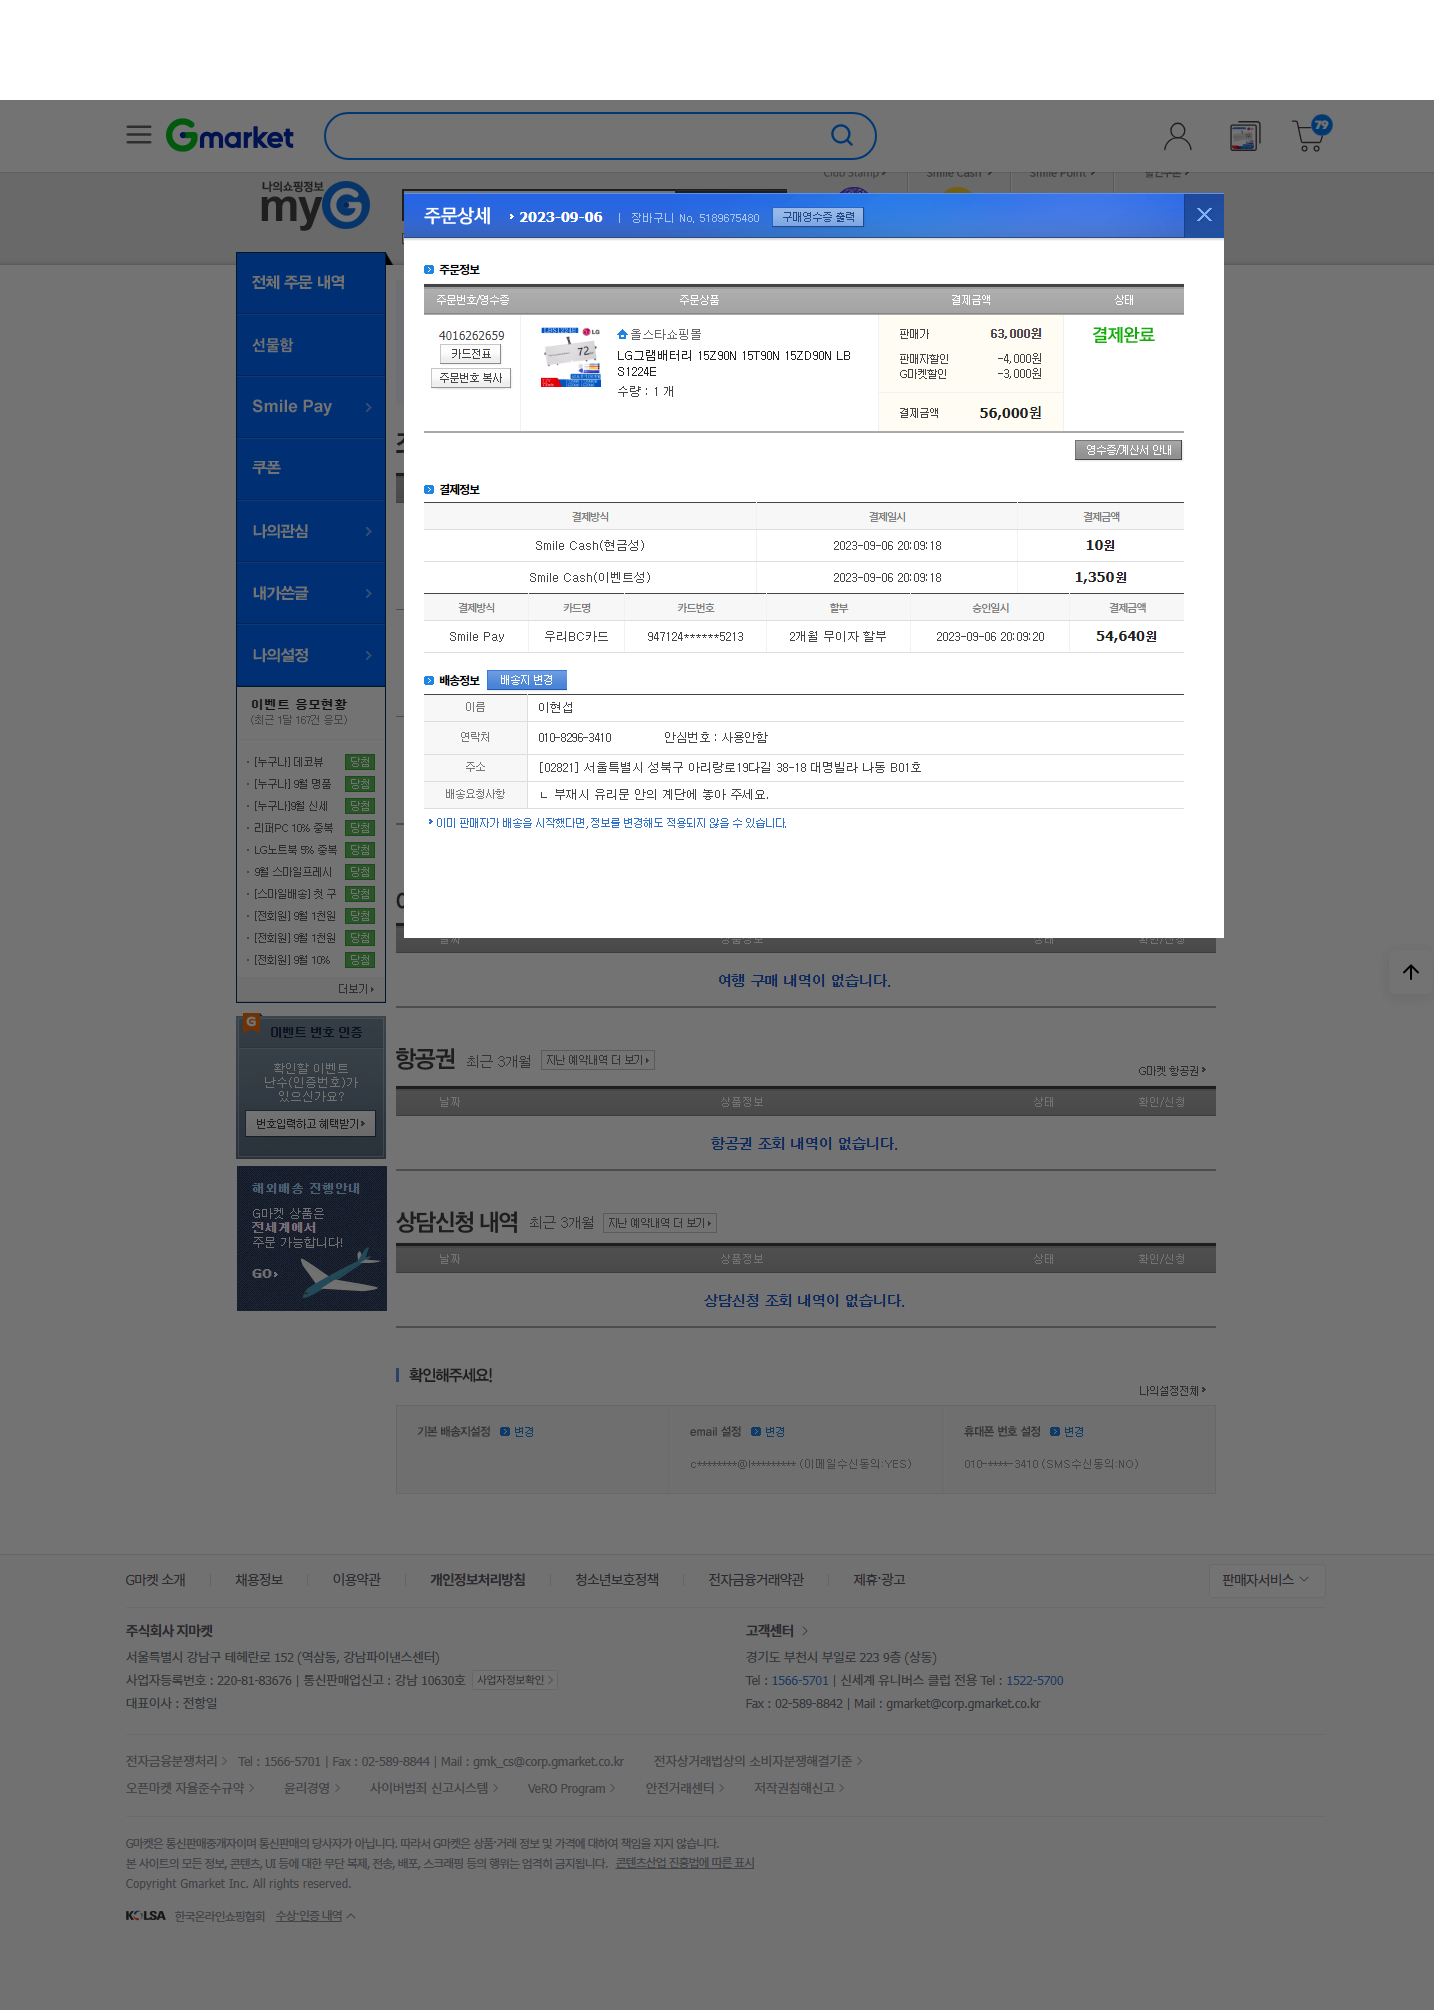 Gmarket
79
나의쇼핑정보
myG
Club Stamp
Smile Cash
Smile Point
할인쿠폰
주문상세 2023-09-06 | 장바구니 No. 5189675480 구매영수증 출력
주문정보
주문번호/영수증 주문상품 결제금액 상태
4016262659
카드전표
주문번호 복사
올스타쇼핑몰
LG그램배터리 15Z90N 15T90N 15ZD90N LB
S1224E
수량 : 1 개
판매가 63,000원
판매자할인 -4,000원
G마켓할인 -3,000원
결제금액 56,000원
결제완료
영수증/계산서 안내
결제정보
결제방식 결제일시 결제금액
Smile Cash(현금성) 2023-09-06 20:09:18 10원
Smile Cash(이벤트성) 2023-09-06 20:09:18 1,350원
결제방식 카드명 카드번호 할부 승인일시 결제금액
Smile Pay 우리BC카드 947124******5213 2개월 무이자 할부 2023-09-06 20:09:20 54,640원
배송정보 배송지 변경
이름 이현섭
연락처 010-8296-3410 안심번호 : 사용안함
주소 [02821] 서울특별시 성북구 아리랑로19다길 38-18 대명빌라 나동 B01호
배송요청사항 ㄴ 부재시 유리문 안의 계단에 놓아 주세요.
이미 판매자가 배송을 시작했다면, 정보를 변경해도 적용되지 않을 수 있습니다.
전체 주문 내역
선물함
Smile Pay
쿠폰
나의관심
내가쓴글
나의설정
이벤트 응모현황
(최근 1달 167건 응모)
[누구나] 데코뷰 당첨
[누구나] 9월 명품 당첨
[누구나]9월 신세 당첨
리퍼PC 10% 중복 당첨
LG노트북 5% 중복 당첨
9월 스마일프레시 당첨
[스마일배송] 첫 구 당첨
[전회원] 9월 1천원 당첨
[전회원] 9월 1천원 당첨
[전회원] 9월 10% 당첨
더보기
G
이벤트 번호 인증
확인할 이벤트
난수(인증번호)가
있으신가요?
번호입력하고 혜택받기
해외배송 진행안내
G마켓 상품은
전세계에서
주문 가능합니다!
GO
날짜 상품정보 상태 확인/신청
여행 구매 내역이 없습니다.
항공권 최근 3개월 지난 예약내역 더 보기
G마켓 항공권
날짜 상품정보 상태 확인/신청
항공권 조회 내역이 없습니다.
상담신청 내역 최근 3개월 지난 예약내역 더 보기
날짜 상품정보 상태 확인/신청
상담신청 조회 내역이 없습니다.
확인해주세요!
나의설정전체
기본 배송지설정 변경 email 설정 변경 휴대폰 번호 설정 변경
c********@l********* (이메일수신동의:YES) 010-****-3410 (SMS수신동의:NO)
G마켓 소개 채용정보 이용약관 개인정보처리방침 청소년보호정책 전자금융거래약관 제휴·광고 판매자서비스
주식회사 지마켓
서울특별시 강남구 테헤란로 152 (역삼동, 강남파이낸스센터)
사업자등록번호 : 220-81-83676 | 통신판매업신고 : 강남 10630호 사업자정보확인
대표이사 : 전항일
고객센터
경기도 부천시 부일로 223 9층 (상동)
Tel : 1566-5701 | 신세계 유니버스 클럽 전용 Tel : 1522-5700
Fax : 02-589-8842 | Mail : gmarket@corp.gmarket.co.kr
전자금융분쟁처리 Tel : 1566-5701 | Fax : 02-589-8844 | Mail : gmk_cs@corp.gmarket.co.kr 전자상거래법상의 소비자분쟁해결기준
오픈마켓 자율준수규약 윤리경영 사이버범죄 신고시스템 VeRO Program 안전거래센터 저작권침해신고
G마켓은 통신판매중개자이며 통신판매의 당사자가 아닙니다. 따라서 G마켓은 상품·거래 정보 및 가격에 대하여 책임을 지지 않습니다.
본 사이트의 모든 정보, 콘텐츠, UI 등에 대한 무단 복제, 전송, 배포, 스크래핑 등의 행위는 엄격히 금지됩니다. 콘텐츠산업 진흥법에 따른 표시
Copyright Gmarket Inc. All rights reserved.
KOLSA 한국온라인쇼핑협회 수상·인증 내역